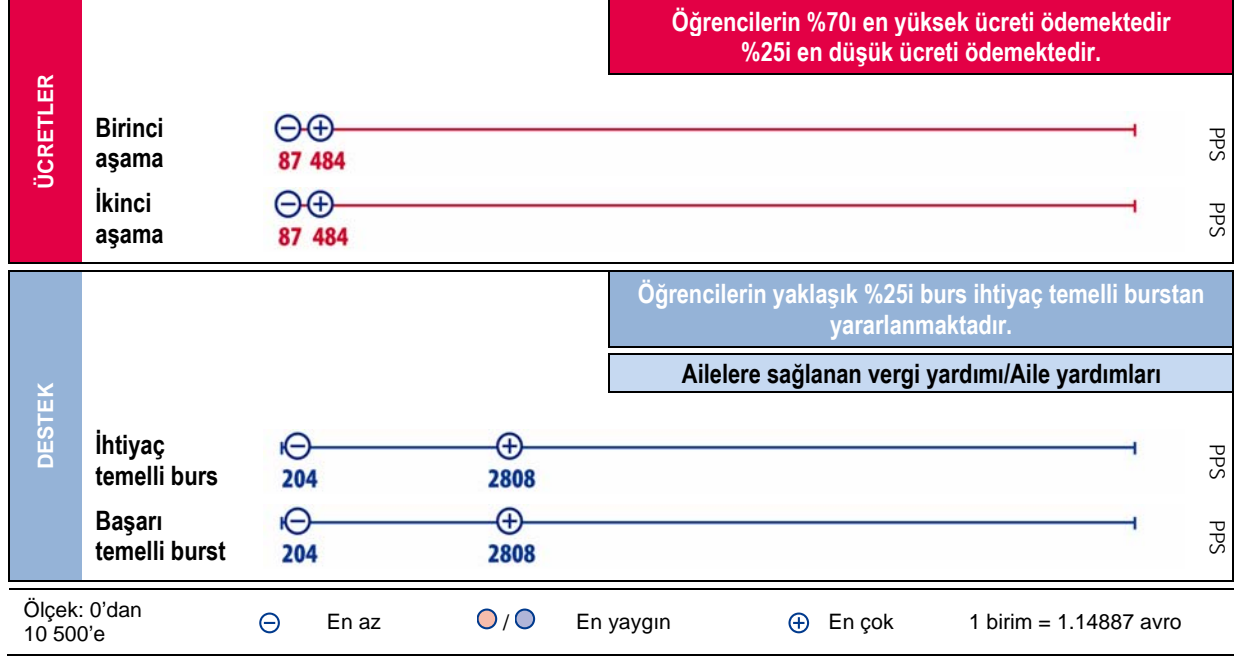 Öğrencilerin %70ı en yüksek ücreti ödemektedir
%25i en düşük ücreti ödemektedir.
ÜCRETLER
Birinci
aşama
87 484
PPS
İkinci
aşama
87 484
PPS
Öğrencilerin yaklaşık %25i burs ihtiyaç temelli burstan
yararlanmaktadır.
Ailelere sağlanan vergi yardımı/Aile yardımları
DESTEK
İhtiyaç
temelli burs
204 2808
PPS
Başarı
temelli burst
204 2808
PPS
Ölçek: 0’dan
10 500’e
En az
/
En yaygın
En çok
1 birim = 1.14887 avro